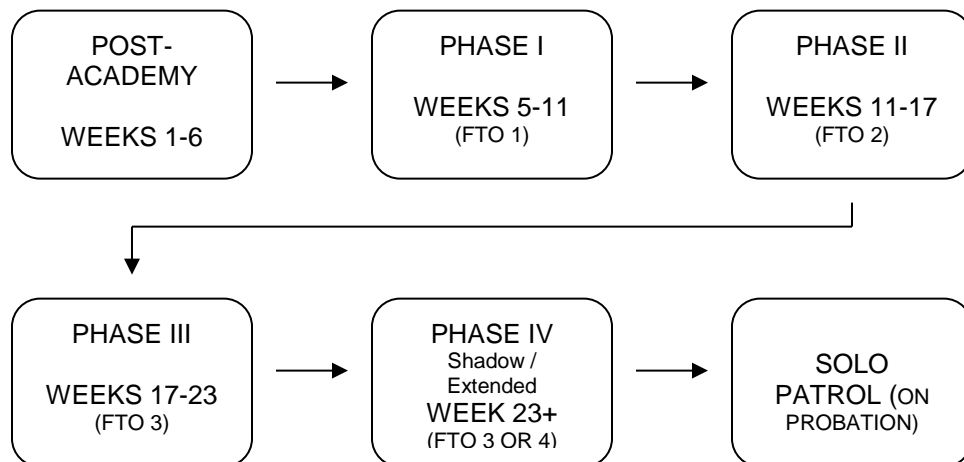 POST-
ACADEMY
WEEKS 1-6
PHASE I
WEEKS 5-11
(FTO 1)
PHASE II
WEEKS 11-17
(FTO 2)
PHASE III
WEEKS 17-23
(FTO 3)
PHASE IV
Shadow /
Extended
WEEK 23+
(FTO 3 OR 4)
SOLO
PATROL (ON
PROBATION)